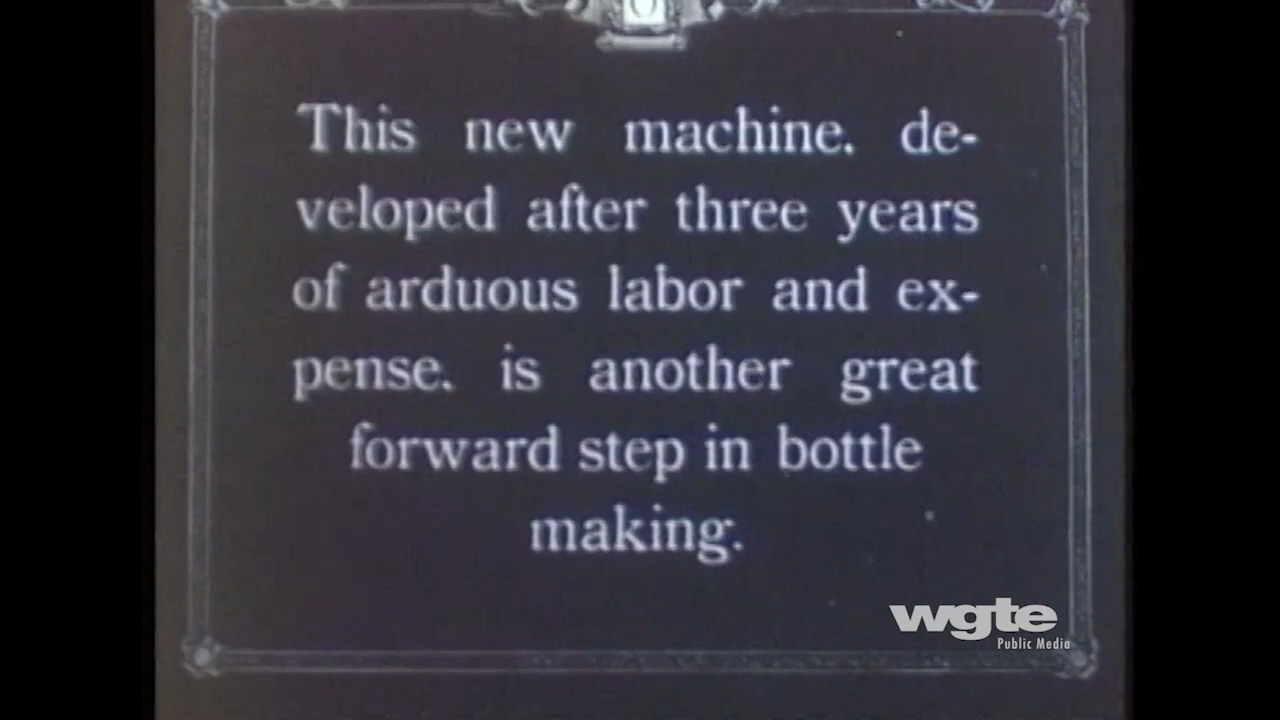 This new machine, de-
veloped after three years
of arduous labor and ex-
pense, is another great
forward step in bottle
making.
wgte
Public Media